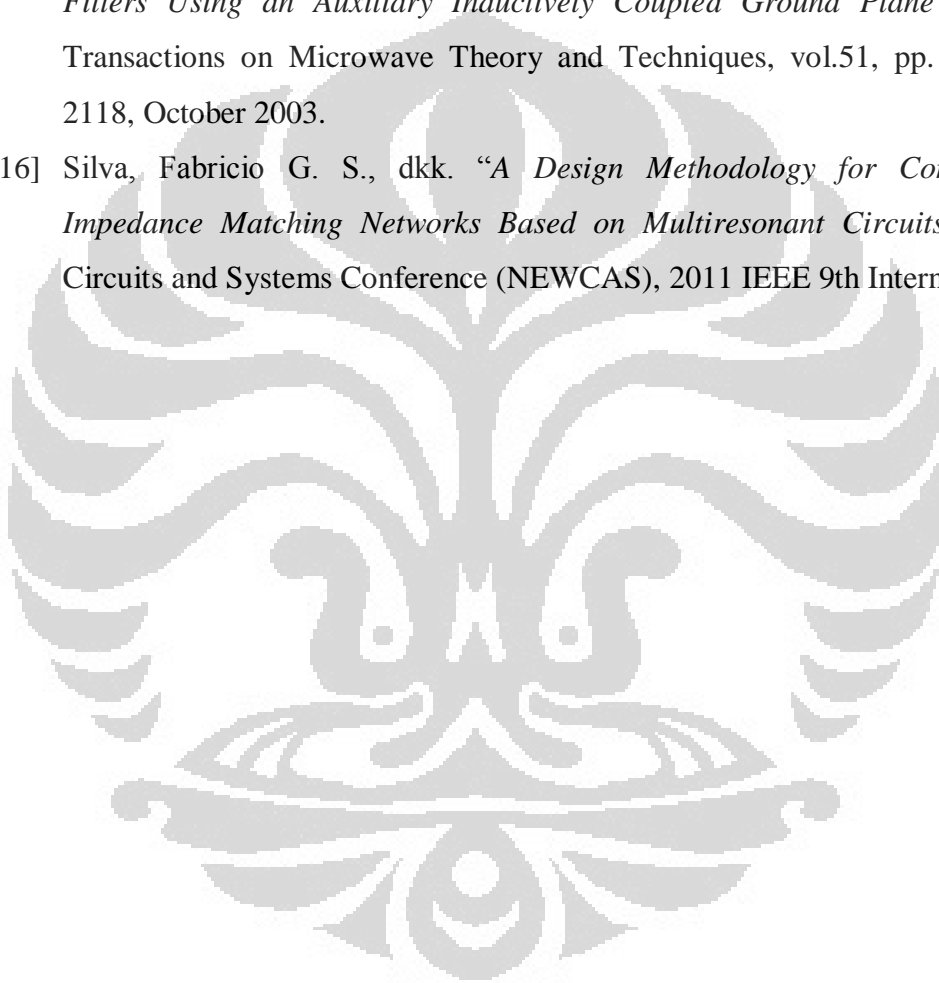 Filters Using an Auxiliary Inductively Coupled Ground Plane
Transactions on Microwave Theory and Techniques, vol.51, pp.
2118, October 2003.
16] Silva, Fabricio G. S., dkk. “A Design Methodology for
Impedance Matching Networks Based on Multiresonant Circuits
Circuits and Systems Conference (NEWCAS), 2011 IEEE 9th